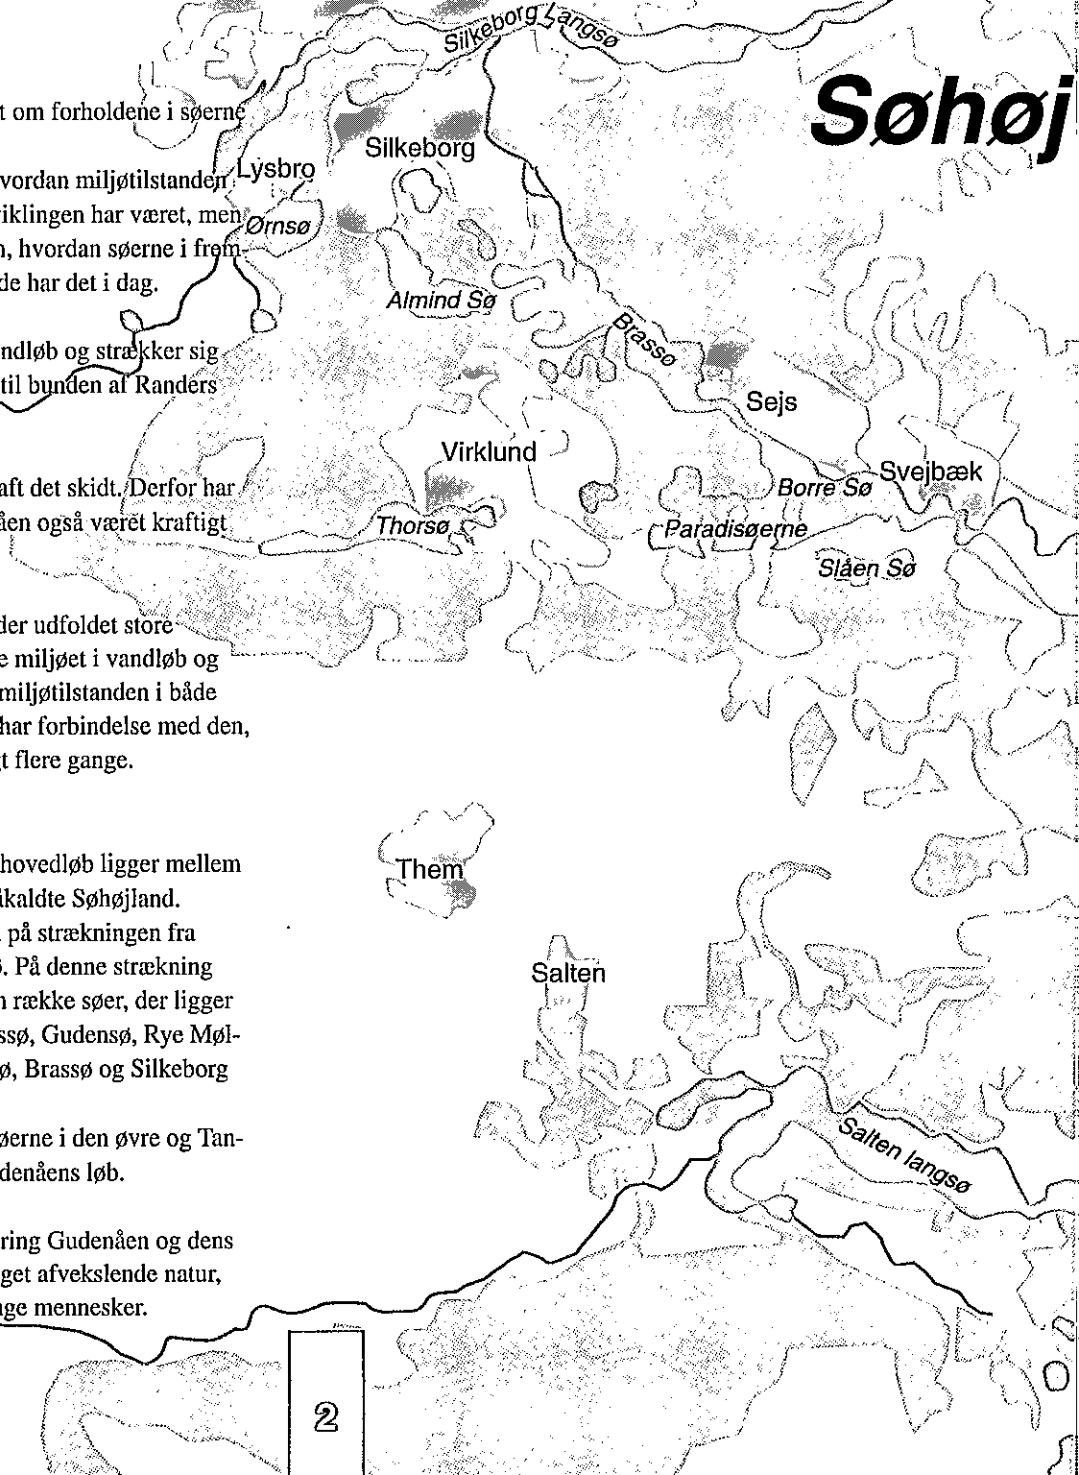 Søhøj
t om forholdene i søerne
vordan miljøtilstanden
iklingen har været, men
n, hvordan søerne i frem-
de har det i dag.
ndløb og strækker sig
til bunden af Randers
aft det skidt. Derfor har
åen også været kraftigt
der udfoldet store
e miljøet i vandløb og
miljøtilstanden i både
har forbindelse med den,
gt flere gange.
hovedløb ligger mellem
åkaldte Søhøjland.
på strækningen fra
ø. På denne strækning
n række søer, der ligger
ssø, Gudensø, Rye Møl-
ø, Brassø og Silkeborg
øerne i den øvre og Tan-
denåens løb.
ring Gudenåen og dens
get afvekslende natur,
nge mennesker.
Silkeborg Langsø
Silkeborg
Lysbro
Ørnsø
Almind Sø
Brassø
Sejs
Virklund
Svejbæk
Borre Sø
Thorsø
Paradisøerne
Slåen Sø
Them
Salten
Salten langsø
2